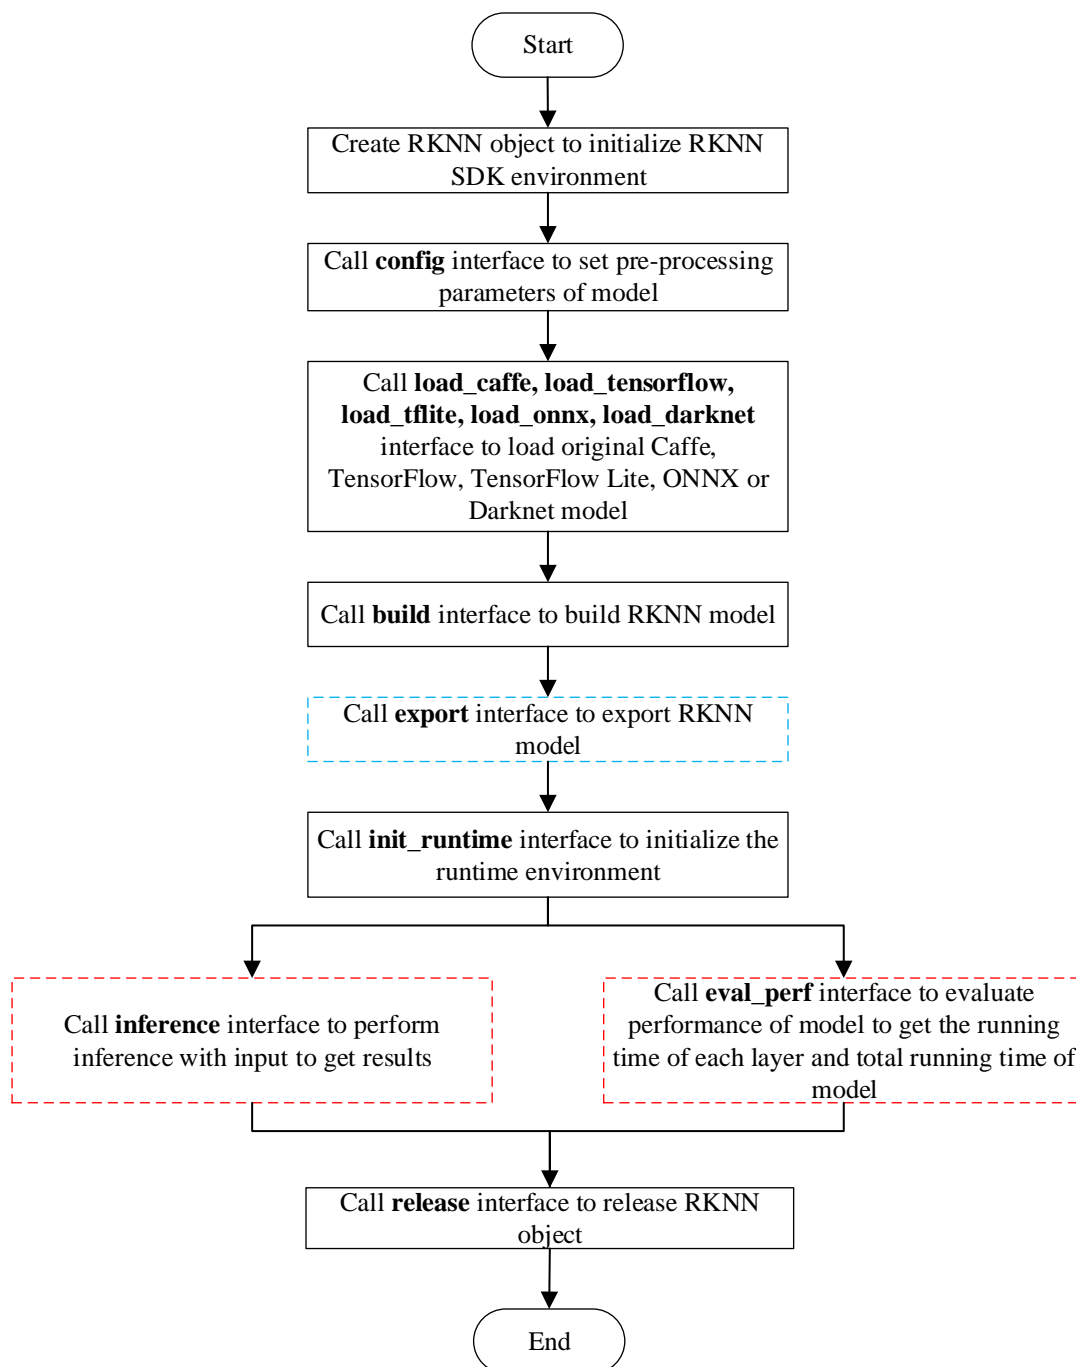 Start
Create RKNN object to initialize RKNN
SDK environment
Call config interface to set pre-processing
parameters of model
Call load_caffe, load_tensorflow,
load_tflite, load_onnx, load_darknet
interface to load original Caffe,
TensorFlow, TensorFlow Lite, ONNX or
Darknet model
Call build interface to build RKNN model
Call export interface to export RKNN
model
Call init_runtime interface to initialize the
runtime environment
Call inference interface to perform
inference with input to get results
Call eval_perf interface to evaluate
performance of model to get the running
time of each layer and total running time of
model
Call release interface to release RKNN
object
End